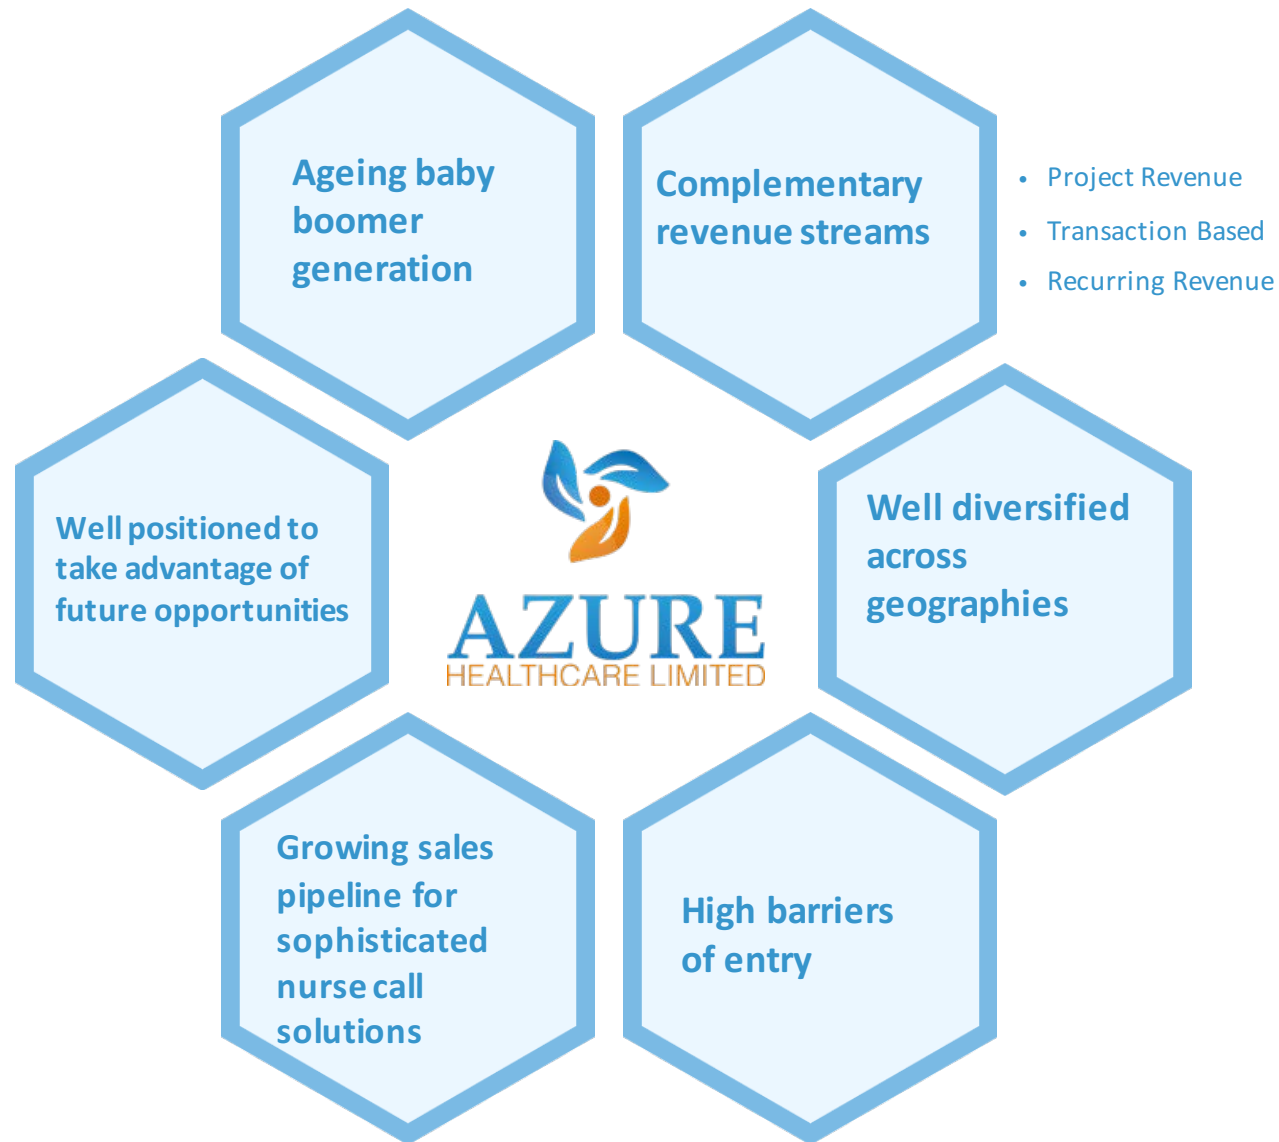 Ageing baby
boomer
generation
Complementary
revenue streams
• Project Revenue
• Transaction Based
• Recurring Revenue
Well positioned to
take advantage of
future opportunities
AZURE
HEALTHCARE LIMITED
Well diversified
across
geographies
Growing sales
pipeline for
sophisticated
nurse call
solutions
High barriers
of entry